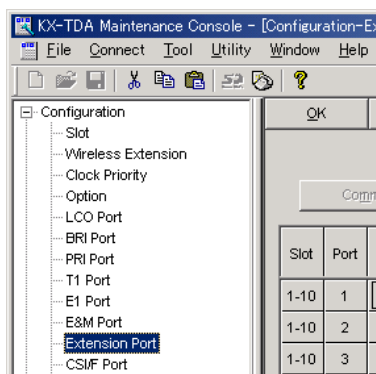 KX-TDA Maintenance Console - [Configuration-E
File Connect Tool Utility Window Help
Configuration
Slot
Wireless Extension
Clock Priority
Option
LCO Port
BRI Port
PRI Port
T1 Port
E1 Port
E&M Port
Extension Port
CSI/F Port
OK
Com
Slot Port
1-10 1
1-10 2
1-10 3